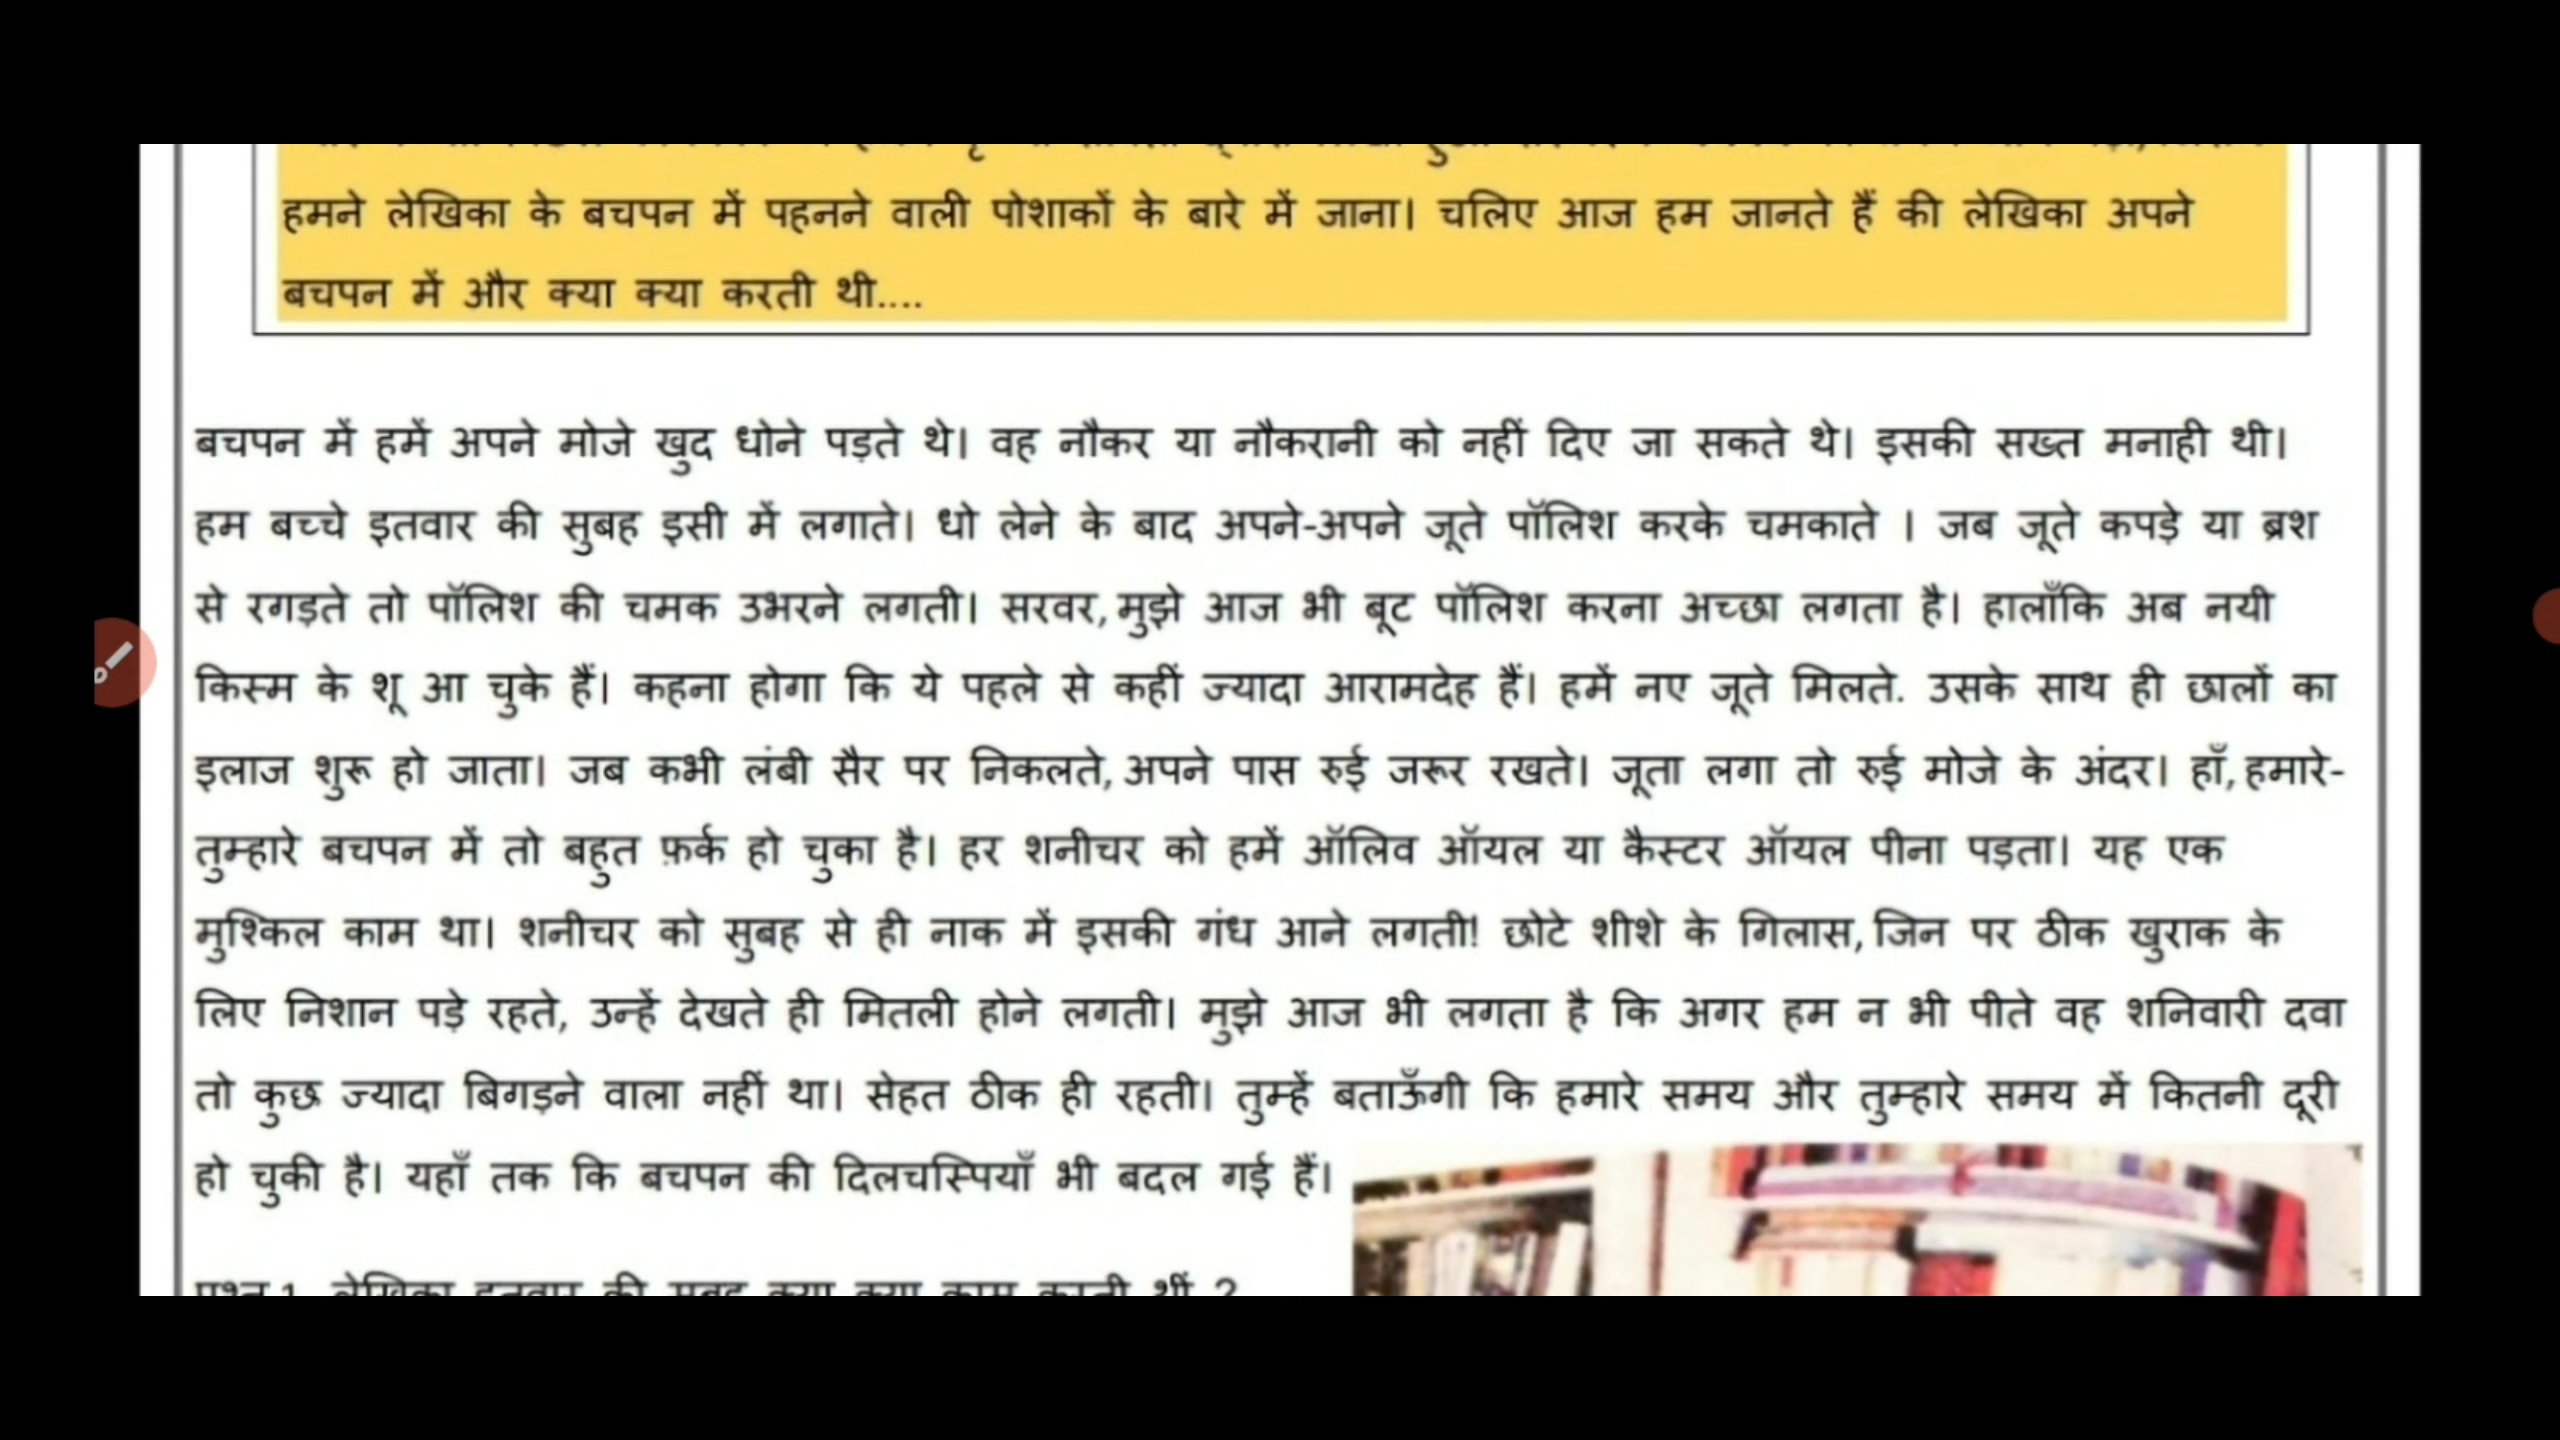 हमने लेखिका के बचपन में पहनने वाली पोशाकों के बारे में जाना। चलिए आज हम जानते हैं की लेखिका अपने
बचपन में और क्या क्या करती थी....
बचपन में हमें अपने मोजे खुद धोने पड़ते थे। वह नौकर या नौकरानी को नहीं दिए जा सकते थे। इसकी सख्त मनाही थी।
हम बच्चे इतवार की सुबह इसी में लगाते। धो लेने के बाद अपने-अपने जूते पॉलिश करके चमकाते । जब जूते कपड़े या ब्रश
से रगड़ते तो पॉलिश की चमक उभरने लगती। सरवर, मुझे आज भी बूट पॉलिश करना अच्छा लगता है। हालाँकि अब नयी
किस्म के शू आ चुके हैं। कहना होगा कि ये पहले से कहीं ज्यादा आरामदेह हैं। हमें नए जूते मिलते. उसके साथ ही छालों का
इलाज शुरू हो जाता। जब कभी लंबी सैर पर निकलते, अपने पास रुई जरूर रखते। जूता लगा तो रुई मोजे के अंदर। हाँ, हमारे-
तुम्हारे बचपन में तो बहुत फ़र्क हो चुका है। हर शनीचर को हमें ऑलिव ऑयल या कैस्टर ऑयल पीना पड़ता। यह एक
मुश्किल काम था। शनीचर को सुबह से ही नाक में इसकी गंध आने लगती! छोटे शीशे के गिलास, जिन पर ठीक खुराक के
लिए निशान पड़े रहते, उन्हें देखते ही मितली होने लगती। मुझे आज भी लगता है कि अगर हम न भी पीते वह शनिवारी दवा
तो कुछ ज्यादा बिगड़ने वाला नहीं था। सेहत ठीक ही रहती। तुम्हें बताऊँगी कि हमारे समय और तुम्हारे समय में कितनी दूरी
हो चुकी है। यहाँ तक कि बचपन की दिलचस्पियाँ भी बदल गई हैं।
प्रश्न 1 लेखिका इतवार की सुबह क्या क्या काम करती थीं ?